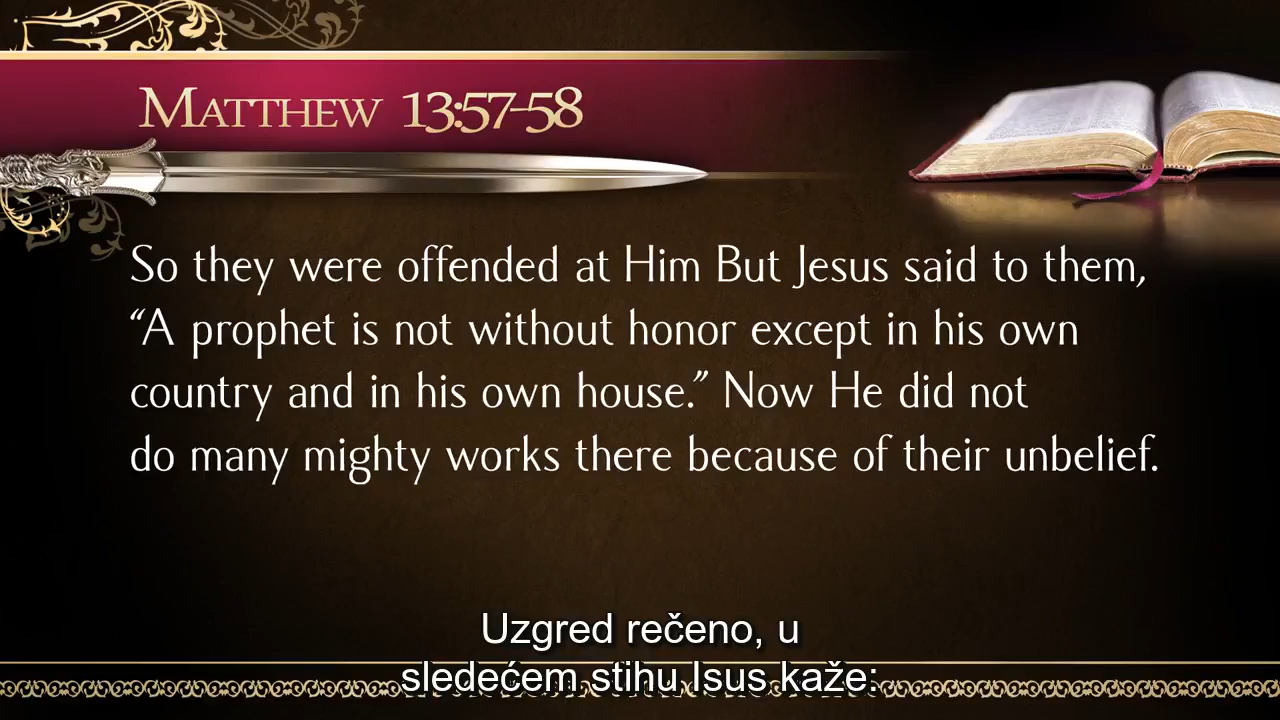 MATTHEW 13:57-58
So they were offended at Him But Jesus said to them,
“A prophet is not without honor except in his own
country and in his own house.” Now He did not
do many mighty works there because of their unbelief.
Uzgred rečeno, u
sledećem stihu Isus kaže: